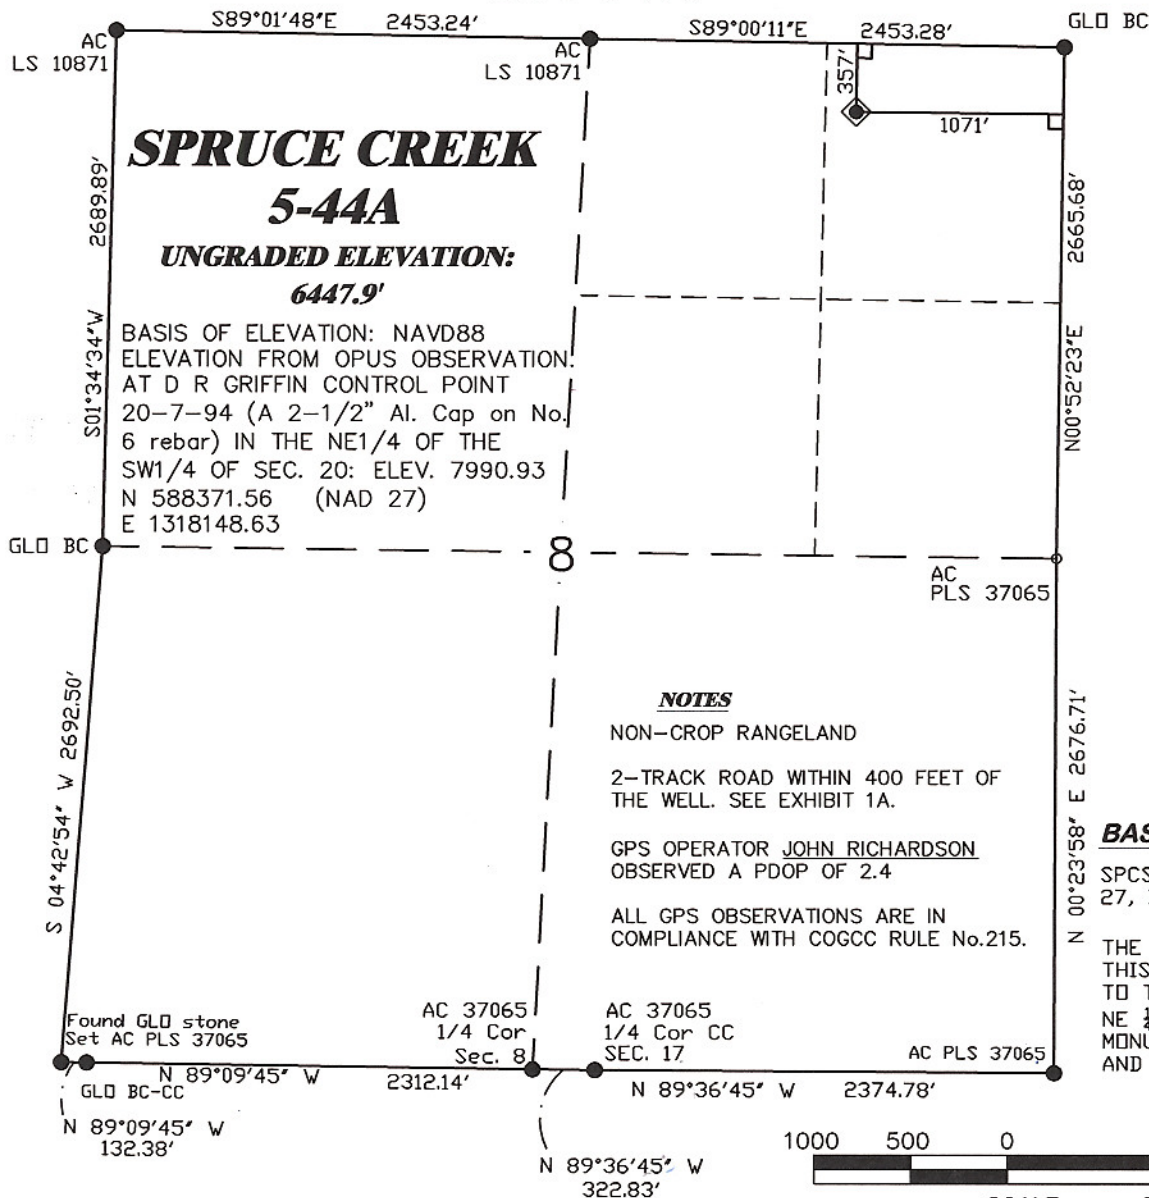 S89°01'48"E 2453.24'
S89°00'11"E 2453.28'
GLO BC
AC
LS 10871
AC
LS 10871
357'
1071'
SPRUCE CREEK
5-44A
UNGRADED ELEVATION:
6447.9'
2689.89'
S01°34'34"W
2665.68'
N00°52'23"E
BASIS OF ELEVATION: NAVD88
ELEVATION FROM OPUS OBSERVATION
AT D R GRIFFIN CONTROL POINT
20-7-94 (A 2-1/2" Al. Cap on No.
6 rebar) IN THE NE1/4 OF THE
SW1/4 OF SEC. 20: ELEV. 7990.93
N 588371.56 (NAD 27)
E 1318148.63
GLO BC
8
AC
PLS 37065
S 04°42'54" W 2692.50'
N 00°23'58" E 2676.71'
NOTES
NON-CROP RANGELAND
2-TRACK ROAD WITHIN 400 FEET OF
THE WELL. SEE EXHIBIT 1A.
GPS OPERATOR JOHN RICHARDSON
OBSERVED A PDOP OF 2.4
ALL GPS OBSERVATIONS ARE IN
COMPLIANCE WITH COGCC RULE No.215.
BAS
SPCS
27,
THE
THIS
TO T
NE
MONU
AND
Found GLO stone
Set AC PLS 37065
AC 37065
1/4 Cor
Sec. 8
AC 37065
1/4 Cor CC
SEC. 17
AC PLS 37065
N 89°09'45" W 2312.14'
GLO BC-CC
N 89°36'45" W 2374.78'
N 89°09'45" W
132.38'
N 89°36'45" W
322.83'
1000 500 0